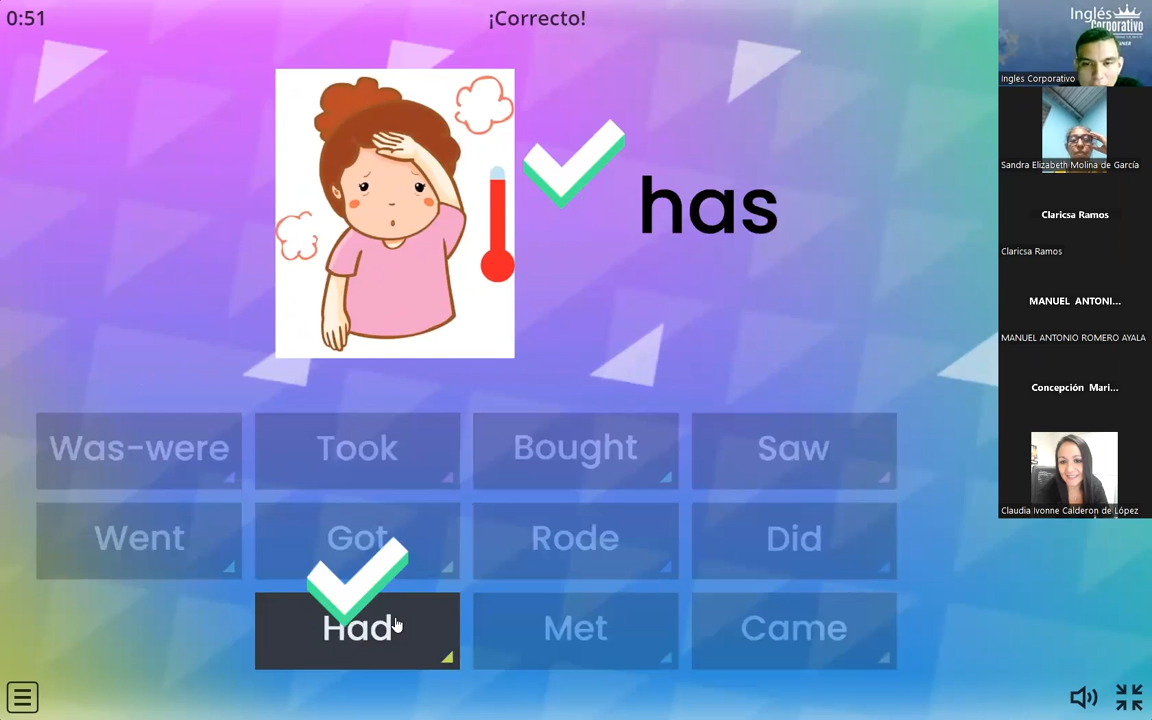 0:51
¡Correcto!
has
Was-were
Took
Bought
Saw
Went
Got
Rode
Did
Had
Met
Came
Inglés
Corporativo
Ingles Corporativo
Sandra Elizabeth Molina de García
Claricsa Ramos
Claricsa Ramos
MANUEL ANTONI...
MANUEL ANTONIO ROMERO AYALA
Concepción Mari...
Claudia Ivonne Calderon de López